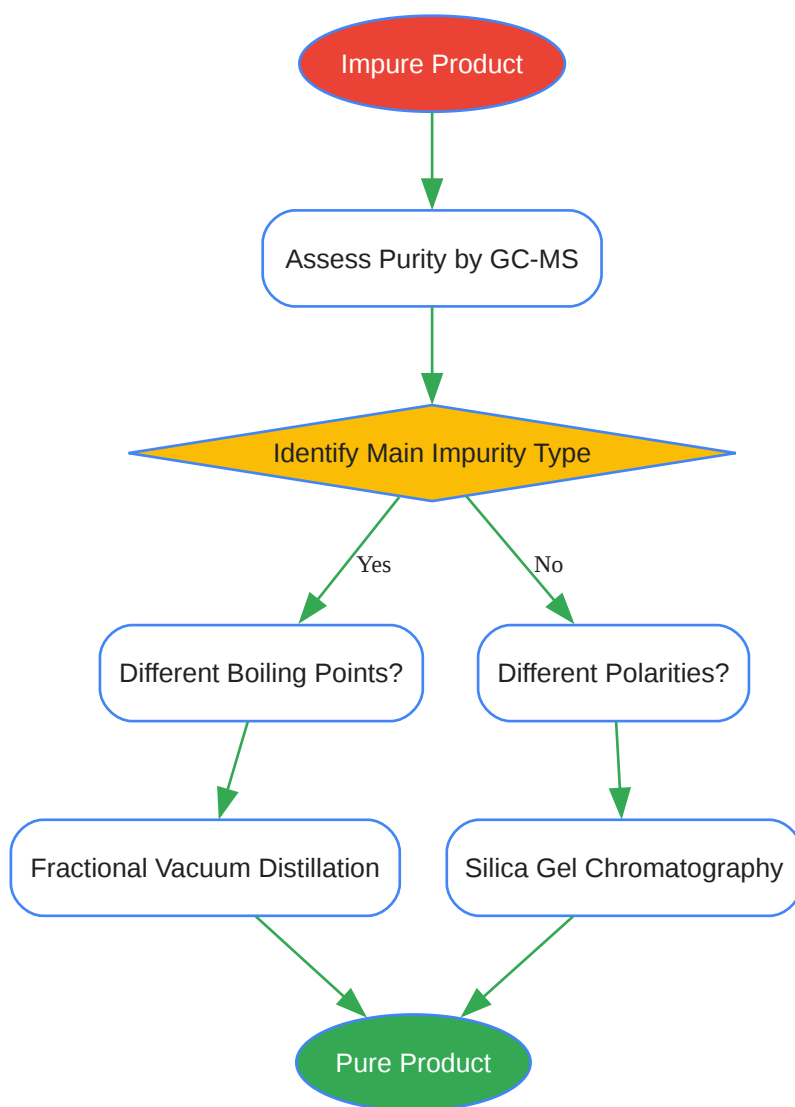 Impure Product
Assess Purity by GC-MS
Identify Main Impurity Type
Yes
No
Different Boiling Points?
Different Polarities?
Fractional Vacuum Distillation
Silica Gel Chromatography
Pure Product